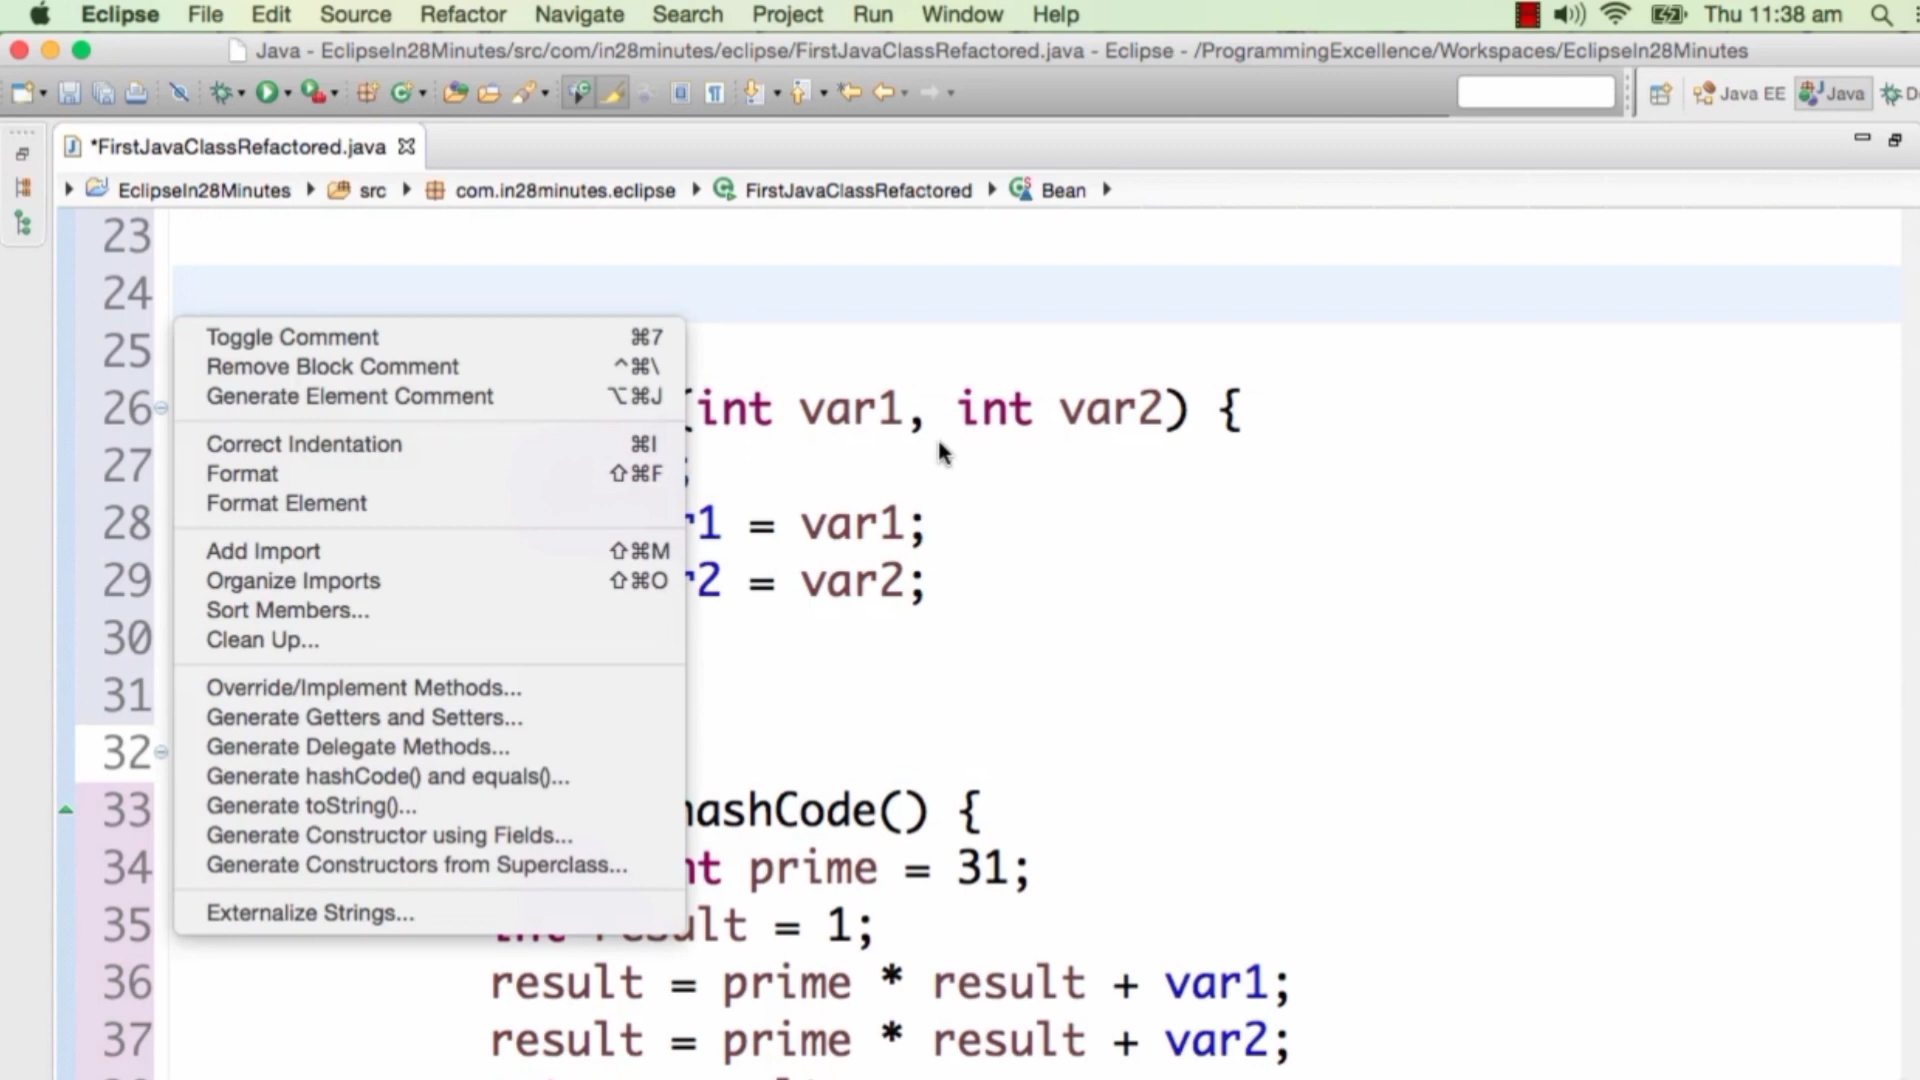 Eclipse File Edit Source Refactor Navigate Search Project Run Window Help Thu 11:38 am
Java - EclipseIn28Minutes/src/com/in28minutes/eclipse/FirstJavaClassRefactored.java - Eclipse - /ProgrammingExcellence/Workspaces/EclipseIn28Minutes
Java EE Java D
*FirstJavaClassRefactored.java
EclipseIn28Minutes src com.in28minutes.eclipse FirstJavaClassRefactored Bean
23
24
25
26 (int var1, int var2) {
27 ;
28 r1 = var1;
29 r2 = var2;
30
31
32
33 hashCode() {
34 nt prime = 31;
35 int result = 1;
36 result = prime * result + var1;
37 result = prime * result + var2;
Toggle Comment ⌘7
Remove Block Comment ^⌘\
Generate Element Comment ⌥⌘J
Correct Indentation ⌘I
Format ⇧⌘F
Format Element
Add Import ⇧⌘M
Organize Imports ⇧⌘O
Sort Members...
Clean Up...
Override/Implement Methods...
Generate Getters and Setters...
Generate Delegate Methods...
Generate hashCode() and equals()...
Generate toString()...
Generate Constructor using Fields...
Generate Constructors from Superclass...
Externalize Strings...